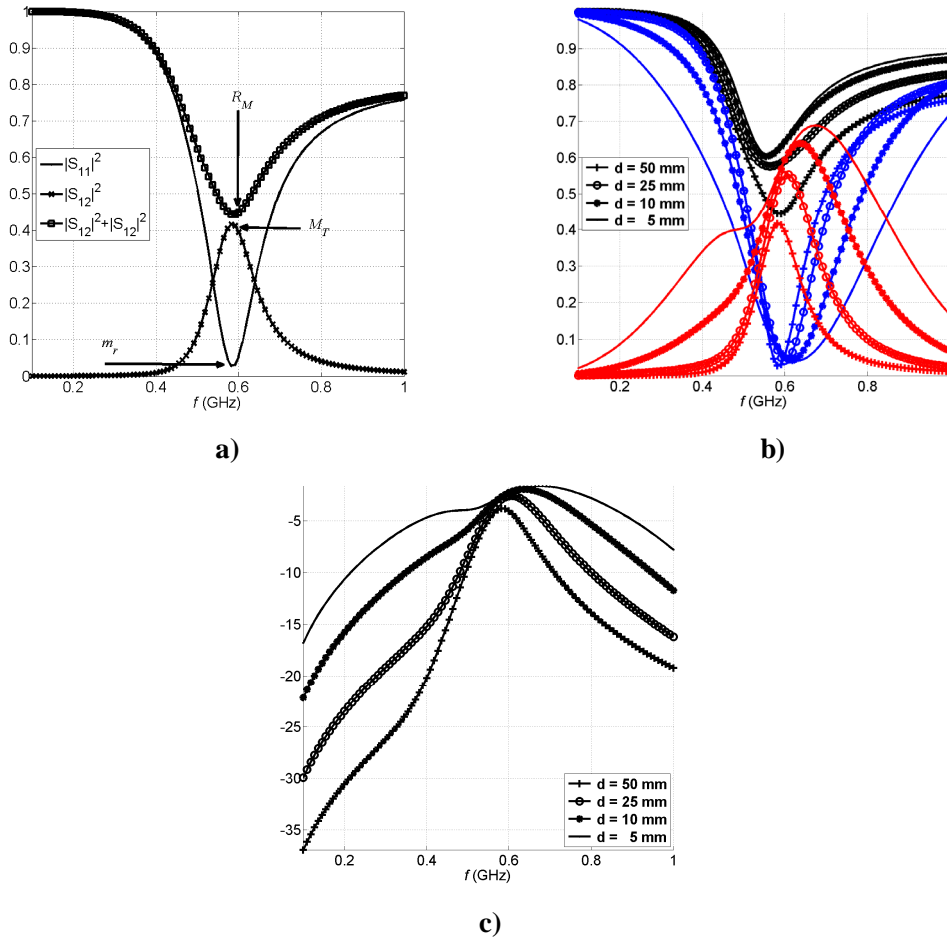 1
0.9
0.8
0.7
0.6
0.5
0.4
0.3
0.2
0.1
0
0.2
0.4
0.6
0.8
1
f (GHz)
|S11|^2
|S12|^2
|S12|^2+|S12|^2
R_M
M_T
m_r
a)
1
0.9
0.8
0.7
0.6
0.5
0.4
0.3
0.2
0.1
0.2
0.4
0.6
0.8
f (GHz)
d = 50 mm
d = 25 mm
d = 10 mm
d = 5 mm
b)
-5
-10
-15
-20
-25
-30
-35
0.2
0.4
0.6
0.8
1
f (GHz)
d = 50 mm
d = 25 mm
d = 10 mm
d = 5 mm
c)